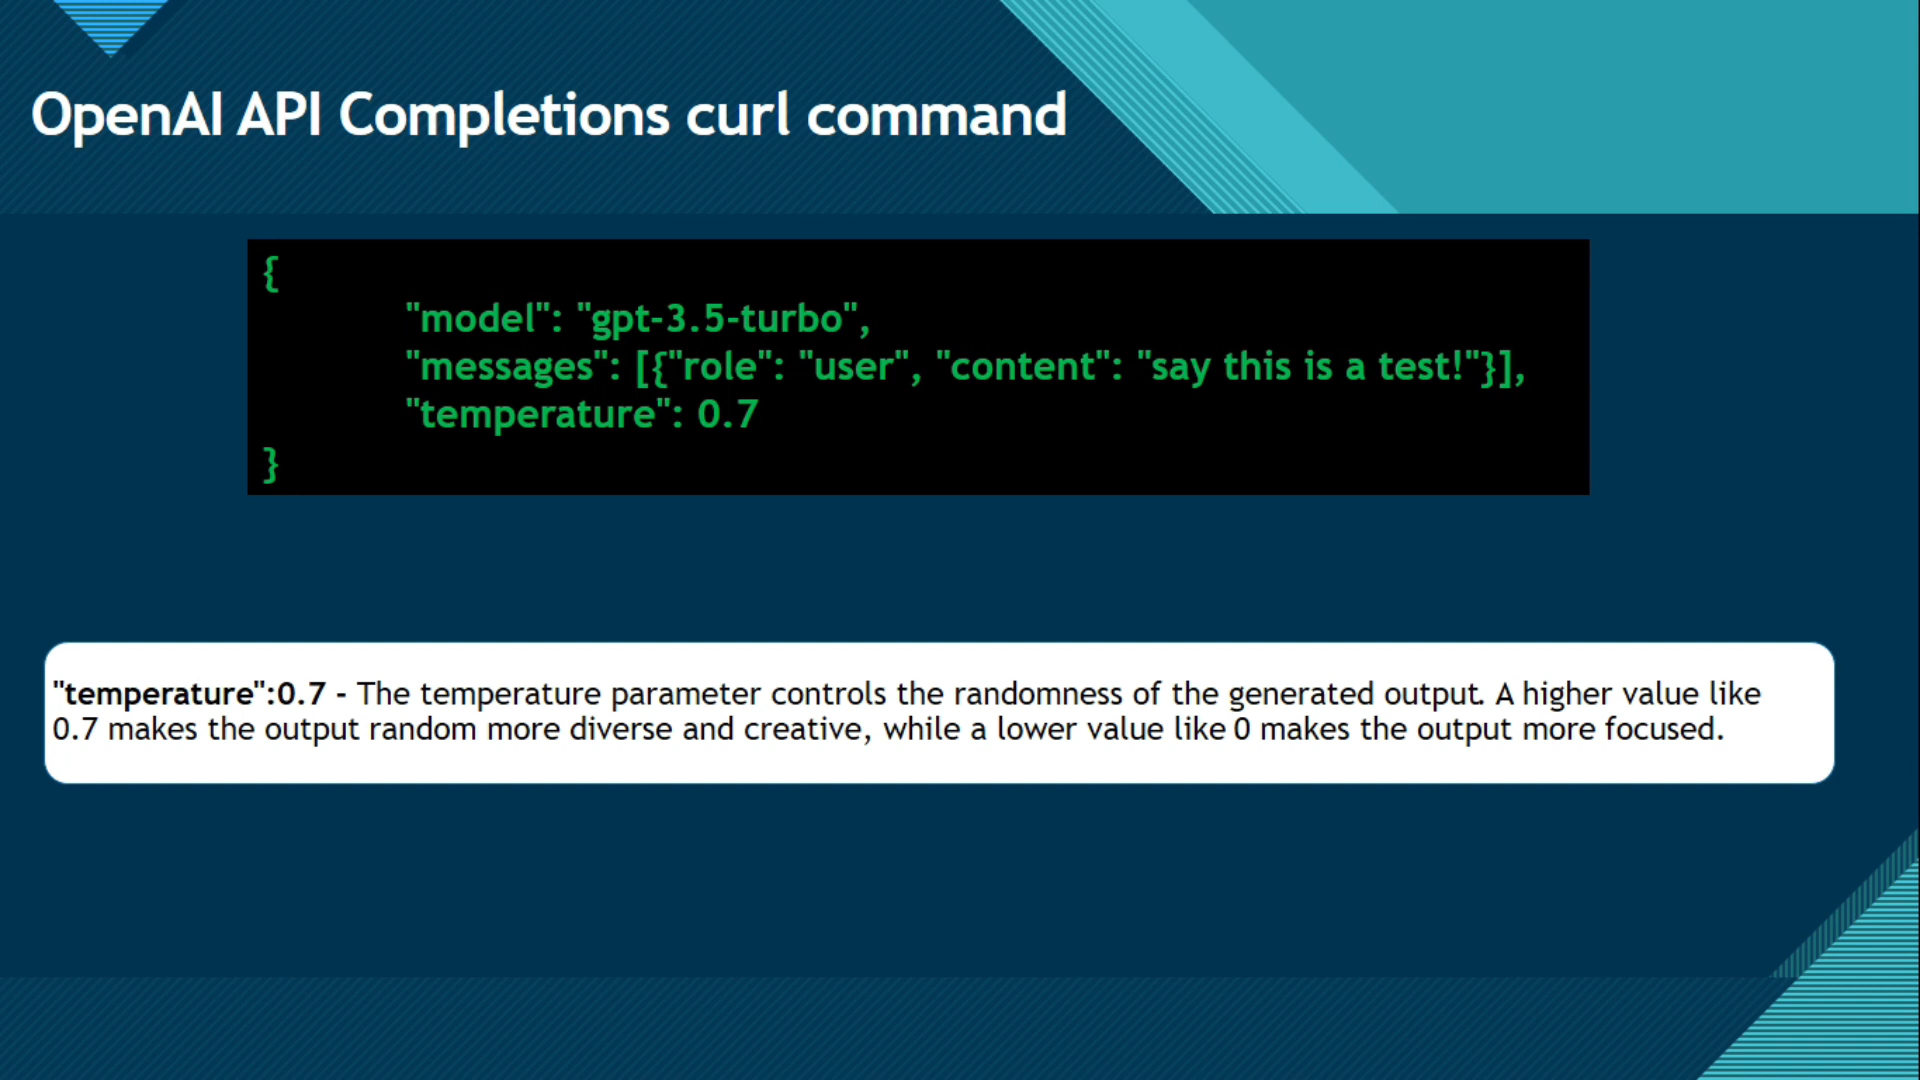 OpenAI API Completions curl command
{
"model": "gpt-3.5-turbo",
"messages": [{"role": "user", "content": "say this is a test!"}],
"temperature": 0.7
}
"temperature":0.7 - The temperature parameter controls the randomness of the generated output. A higher value like
0.7 makes the output random more diverse and creative, while a lower value like 0 makes the output more focused.